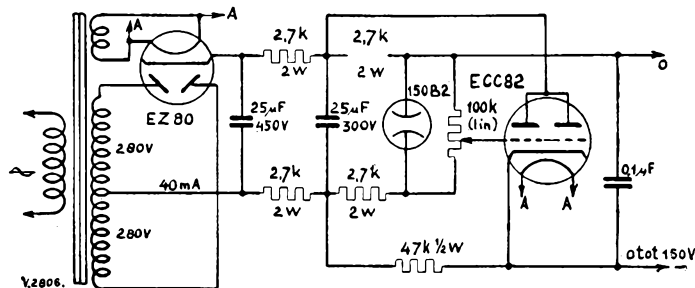 A
A
2,7k
2w
2,7k
2w
150B2
ECC82
100k
(lin)
0
EZ80
25µF
450V
25µF
300V
280V
40mA
2,7k
2w
2,7k
2w
A
A
0,1µF
280V
47k ½W
0tot 150V
V.2806.